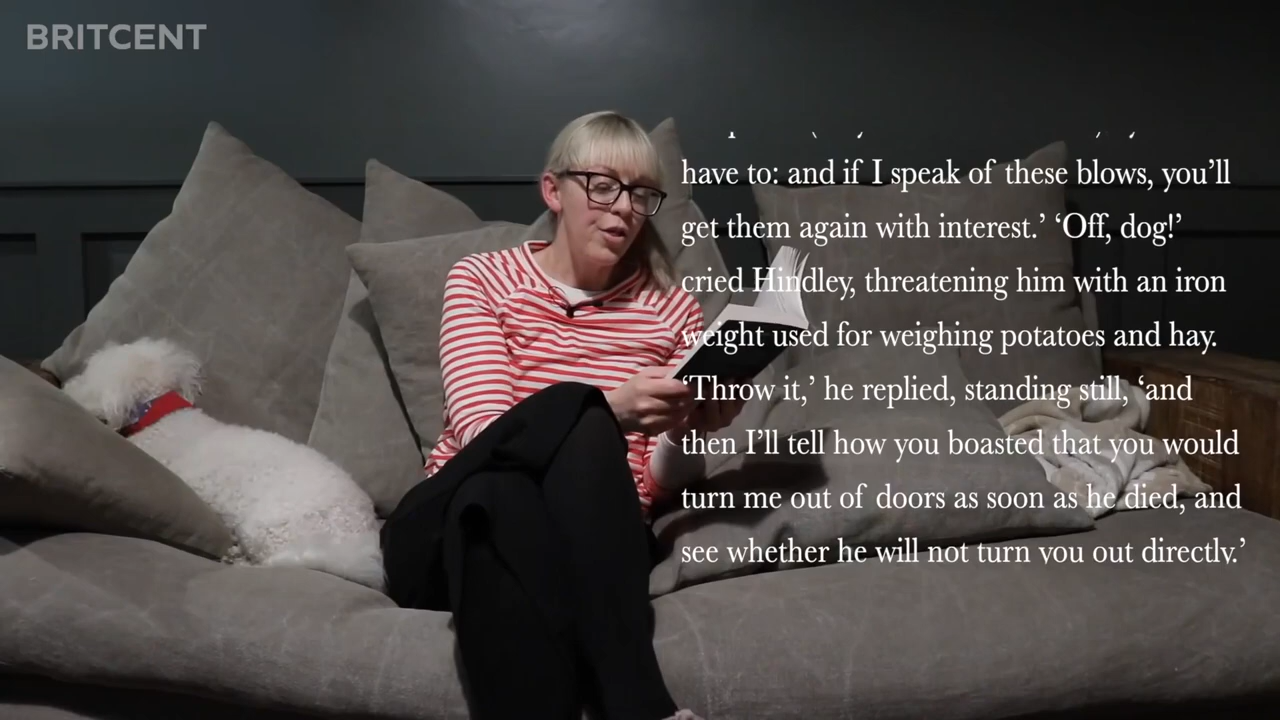 BRITCENT
have to: and if I speak of these blows, you’ll
get them again with interest.’ ‘Off, dog!’
cried Hindley, threatening him with an iron
weight used for weighing potatoes and hay.
‘Throw it,’ he replied, standing still, ‘and
then I’ll tell how you boasted that you would
turn me out of doors as soon as he died, and
see whether he will not turn you out directly.’